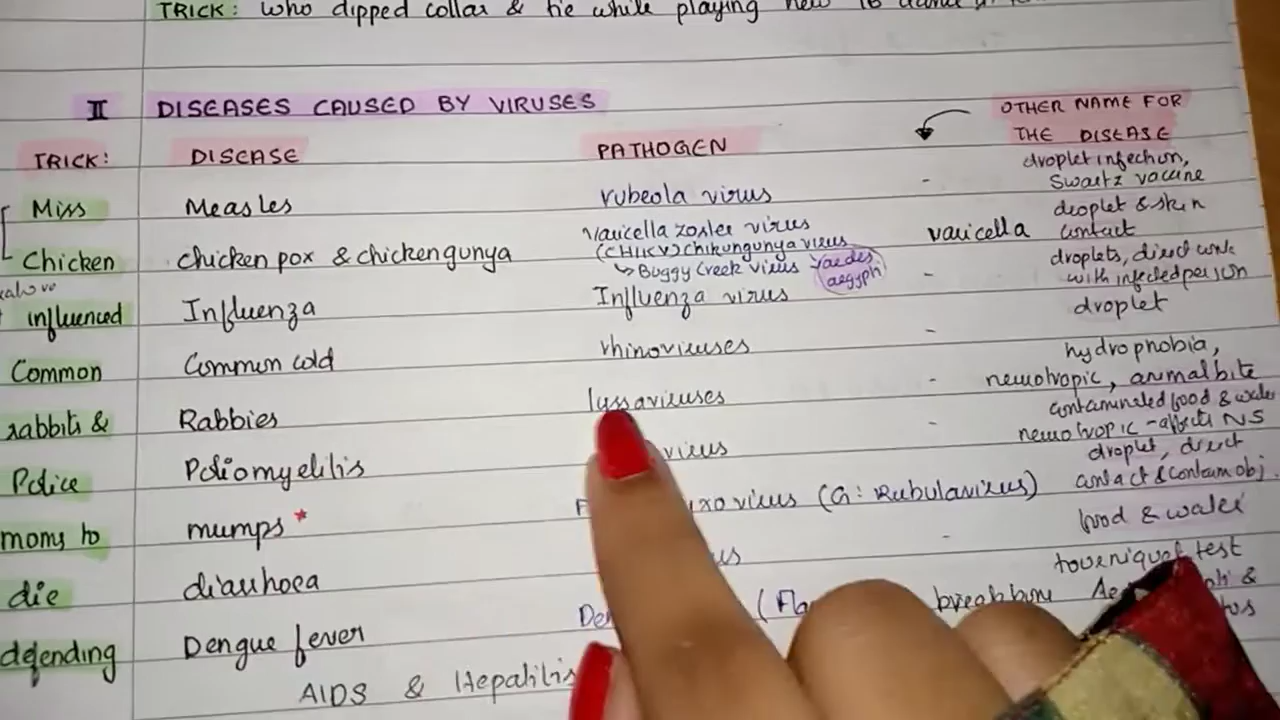 TRICK: who dipped collar & tie while playing new
II DISEASES CAUSED BY VIRUSES
TRICK: DISEASE PATHOGEN OTHER NAME FOR THE DISEASE
Miss Measles rubeola virus - droplet infection, Swartz vaccine
Chicken chicken pox & chickengunya varicella zoster virus varicella droplet & skin contact
(CHIKV) chikungunya virus
↳ Buggy Creek virus aedes aegypti
influenced Influenza Influenza virus - droplets, direct with infected person
Common Common cold rhinoviruses - droplet
rabbits & Rabbies lyssaviruses - hydrophobia, neurotropic, animal bite
Police Poliomyelitis virus - contaminated food & water neurotropic - affects NS
moms to mumps * (G: Rubulavirus) droplet, direct contact & contam obj.
die diarrhoea - food & water
defending Dengue fever breakbone tourniquet test
AIDS & Hepatitis